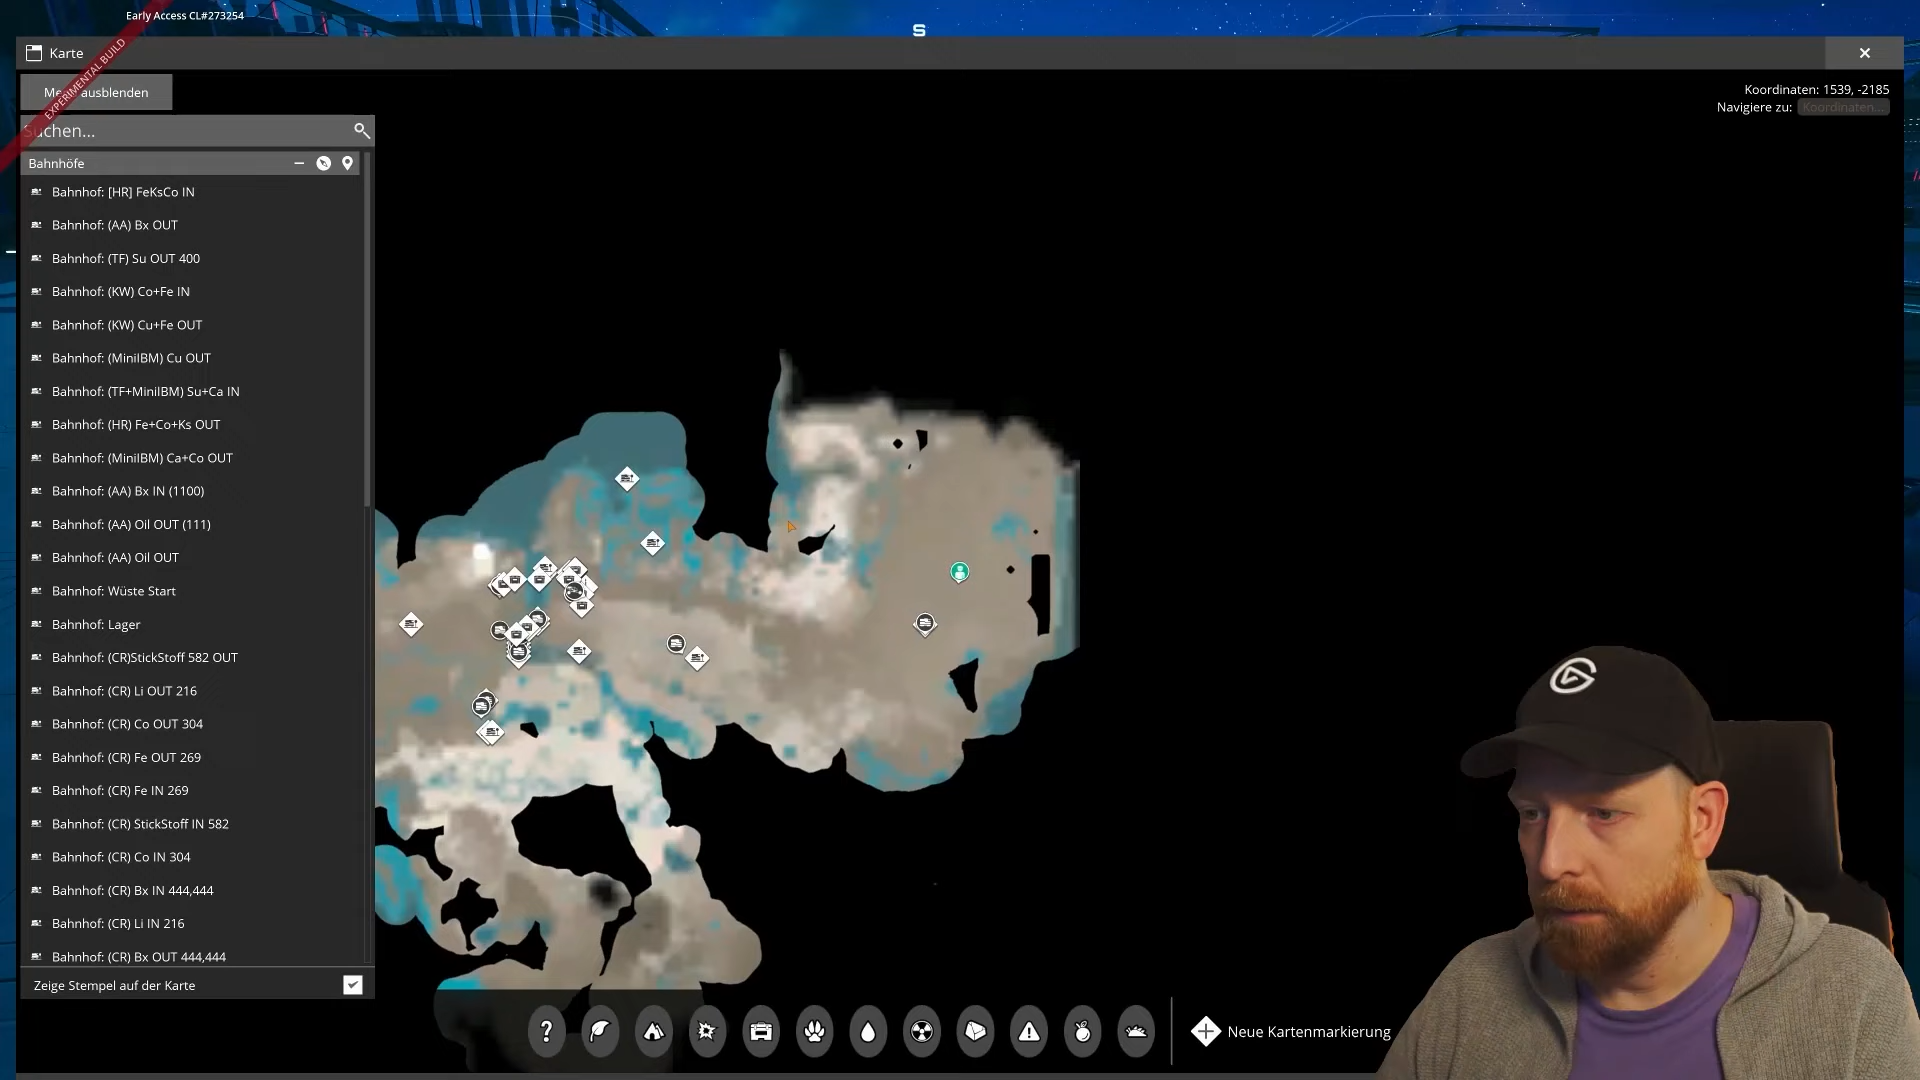 Early Access CL#273254
S
EXPERIMENTAL BUILD
Karte
Koordinaten: 1539, -2185
Navigiere zu: Koordinaten...
Suchen...
Bahnhöfe
Bahnhof: [HR] FeKsCo IN
Bahnhof: (AA) Bx OUT
Bahnhof: (TF) Su OUT 400
Bahnhof: (KW) Co+Fe IN
Bahnhof: (KW) Cu+Fe OUT
Bahnhof: (MiniIBM) Cu OUT
Bahnhof: (TF+MiniIBM) Su+Ca IN
Bahnhof: (HR) Fe+Co+Ks OUT
Bahnhof: (MiniIBM) Ca+Co OUT
Bahnhof: (AA) Bx IN (1100)
Bahnhof: (AA) Oil OUT (111)
Bahnhof: (AA) Oil OUT
Bahnhof: Wüste Start
Bahnhof: Lager
Bahnhof: (CR)StickStoff 582 OUT
Bahnhof: (CR) Li OUT 216
Bahnhof: (CR) Co OUT 304
Bahnhof: (CR) Fe OUT 269
Bahnhof: (CR) Fe IN 269
Bahnhof: (CR) StickStoff IN 582
Bahnhof: (CR) Co IN 304
Bahnhof: (CR) Bx IN 444,444
Bahnhof: (CR) Li IN 216
Bahnhof: (CR) Bx OUT 444,444
Zeige Stempel auf der Karte
Neue Kartenmarkierung